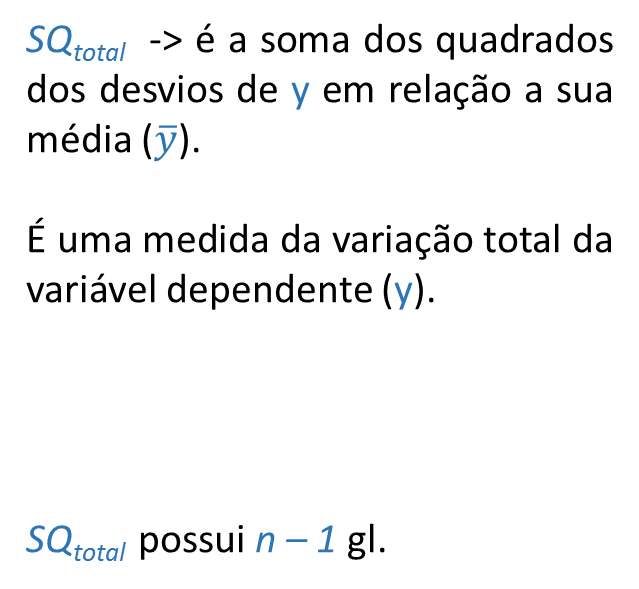 SQtotal -> é a soma dos quadrados
dos desvios de y em relação a sua
média (ȳ).
É uma medida da variação total da
variável dependente (y).
SQtotal possui n – 1 gl.